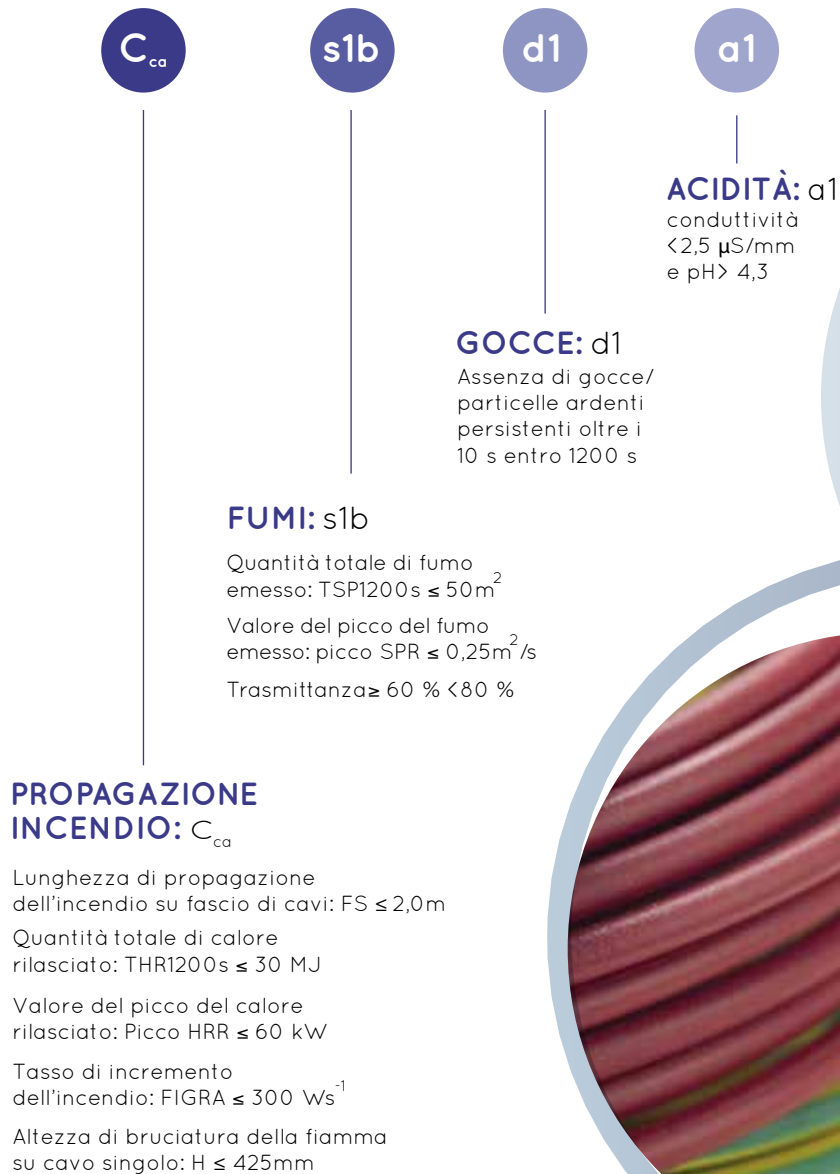 Cca s1b d1 a1
ACIDITÀ: a1
conduttività
<2,5 µS/mm
e pH> 4,3
GOCCE: d1
Assenza di gocce/
particelle ardenti
persistenti oltre i
10 s entro 1200 s
FUMI: s1b
Quantità totale di fumo
emesso: TSP1200s ≤ 50m²
Valore del picco del fumo
emesso: picco SPR ≤ 0,25m²/s
Trasmittanza≥ 60 % <80 %
PROPAGAZIONE
INCENDIO: Cca
Lunghezza di propagazione
dell'incendio su fascio di cavi: FS ≤ 2,0m
Quantità totale di calore
rilasciato: THR1200s ≤ 30 MJ
Valore del picco del calore
rilasciato: Picco HRR ≤ 60 kW
Tasso di incremento
dell'incendio: FIGRA ≤ 300 Ws⁻¹
Altezza di bruciatura della fiamma
su cavo singolo: H ≤ 425mm